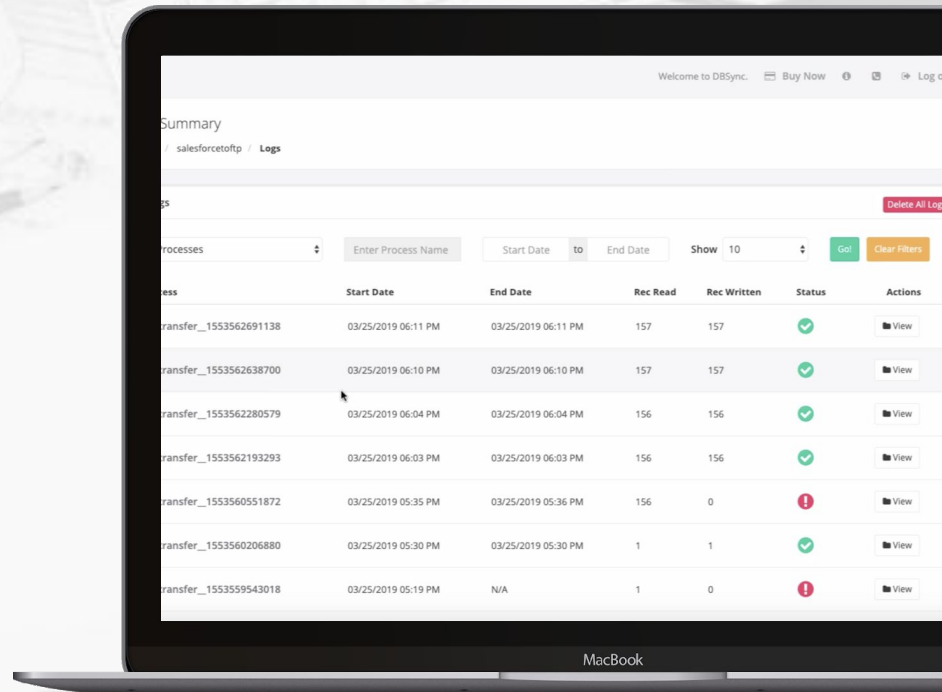 Welcome to DBSync. Buy Now Log
Summary
/ salesforcetoftp / Logs
Delete All Log
Enter Process Name Start Date to End Date Show 10 Go! Clear Filters
Start Date End Date Rec Read Rec Written Status Actions
transfer__1553562691138 03/25/2019 06:11 PM 03/25/2019 06:11 PM 157 157 View
transfer__1553562638700 03/25/2019 06:10 PM 03/25/2019 06:10 PM 157 157 View
transfer__1553562280579 03/25/2019 06:04 PM 03/25/2019 06:04 PM 156 156 View
transfer__1553562193293 03/25/2019 06:03 PM 03/25/2019 06:03 PM 156 156 View
transfer__1553560551872 03/25/2019 05:35 PM 03/25/2019 05:36 PM 156 0 View
transfer__1553560206880 03/25/2019 05:30 PM 03/25/2019 05:30 PM 1 1 View
transfer__1553559543018 03/25/2019 05:19 PM N/A 1 0 View
MacBook